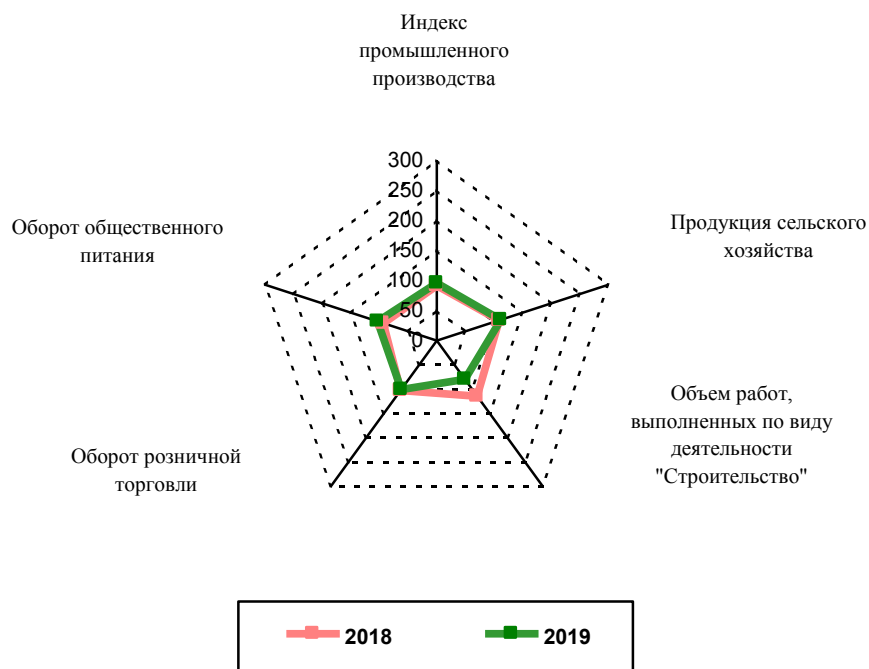 Индекс
промышленного
производства
300
250
200
150
100
50
0
Оборот общественного
питания
Продукция сельского
хозяйства
Объем работ,
выполненных по виду
деятельности
"Строительство"
Оборот розничной
торговли
2018
2019